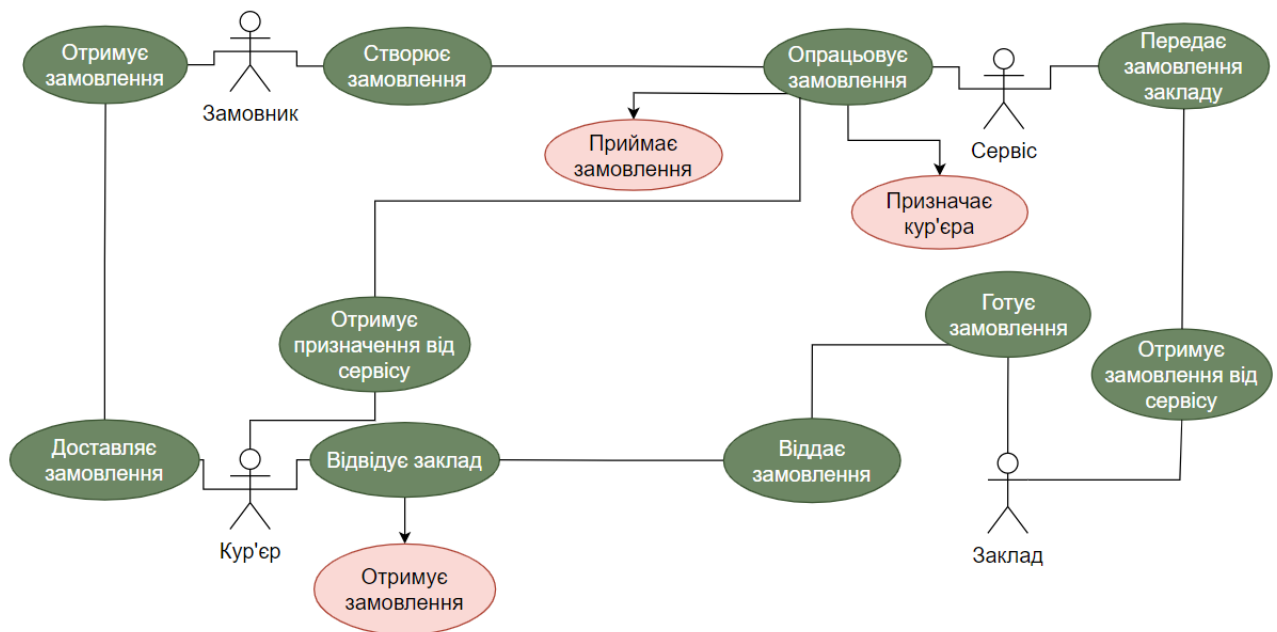 Отримує
замовлення
Замовник
Створює
замовлення
Опрацьовує
замовлення
Сервіс
Передає
замовлення
закладу
Приймає
замовлення
Призначає
кур'єра
Отримує
призначення від
сервісу
Готує
замовлення
Отримує
замовлення від
сервісу
Доставляє
замовлення
Кур'єр
Відвідує заклад
Віддає
замовлення
Заклад
Отримує
замовлення